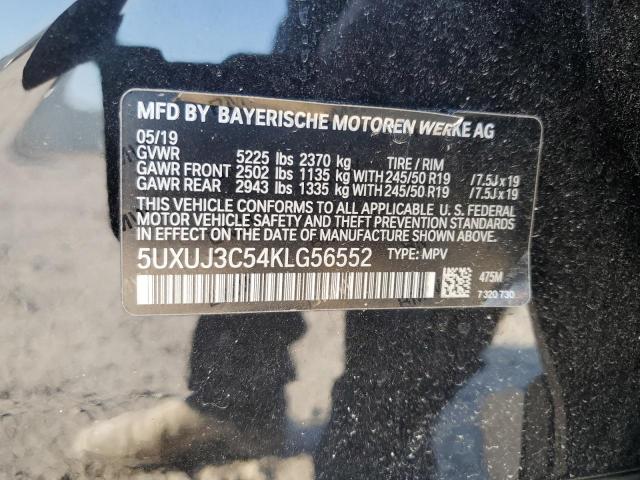 MFD BY BAYERISCHE MOTOREN WERKE AG
05/19
GVWR 5225 lbs 2370 kg TIRE / RIM
GAWR FRONT 2502 lbs 1135 kg WITH 245/50 R19 /7.5J x 19
GAWR REAR 2943 lbs 1335 kg WITH 245/50 R19 /7.5J x 19
THIS VEHICLE CONFORMS TO ALL APPLICABLE U. S. FEDERAL
MOTOR VEHICLE SAFETY AND THEFT PREVENTION
STANDARDS IN EFFECT ON THE DATE OF MANUFACTURE
5UXUJ3C54KLG56552 TYPE: MPV
475M
7 320 730